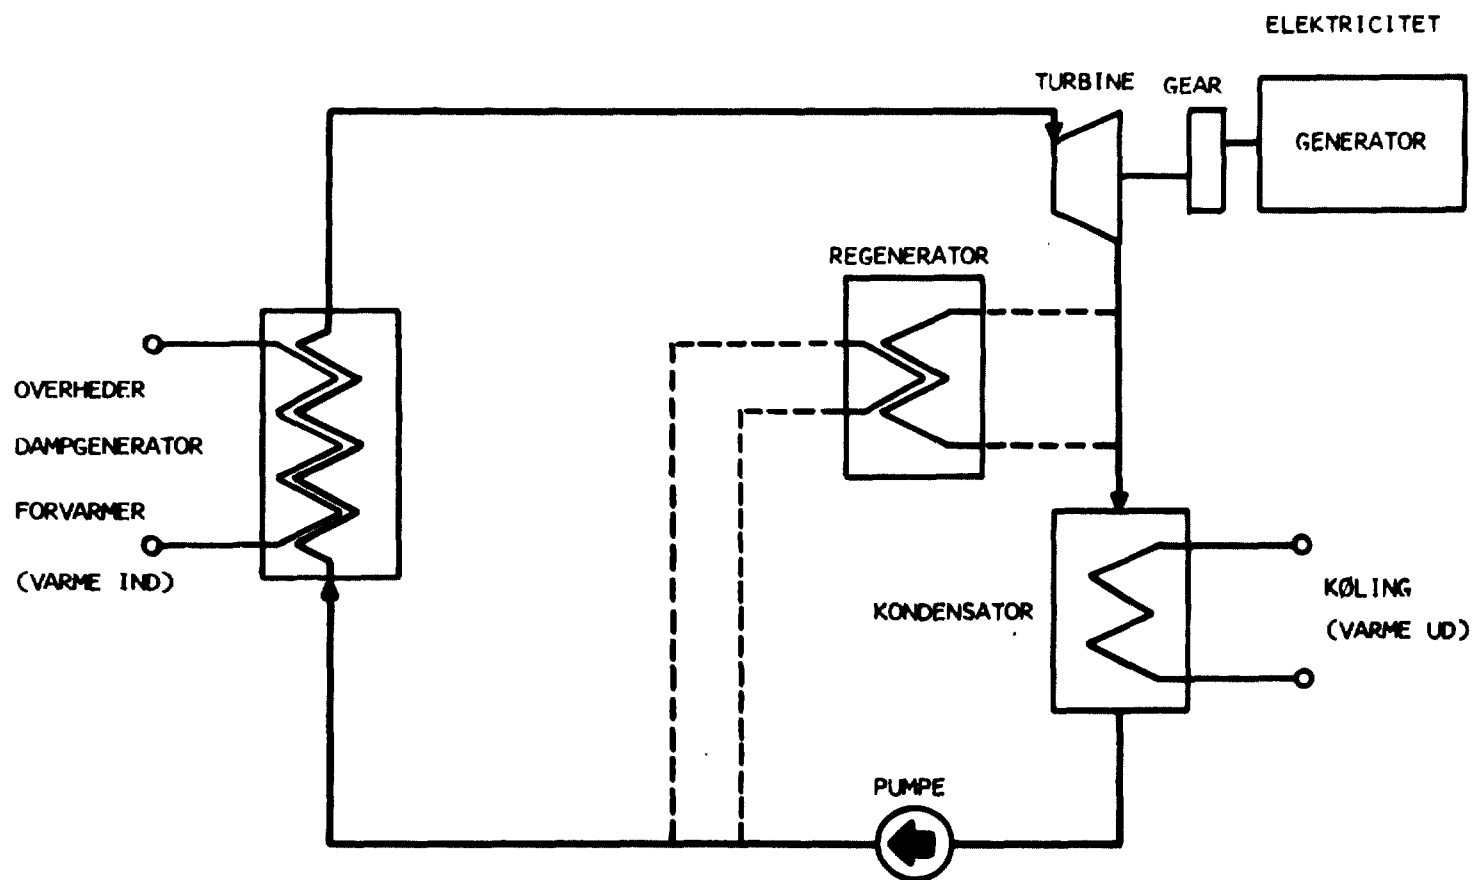 ELEKTRICITET
TURBINE
GEAR
GENERATOR
REGENERATOR
OVERHEDER
DAMPGENERATOR
FORVARMER
(VARME IND)
KONDENSATOR
KØLING
(VARME UD)
PUMPE